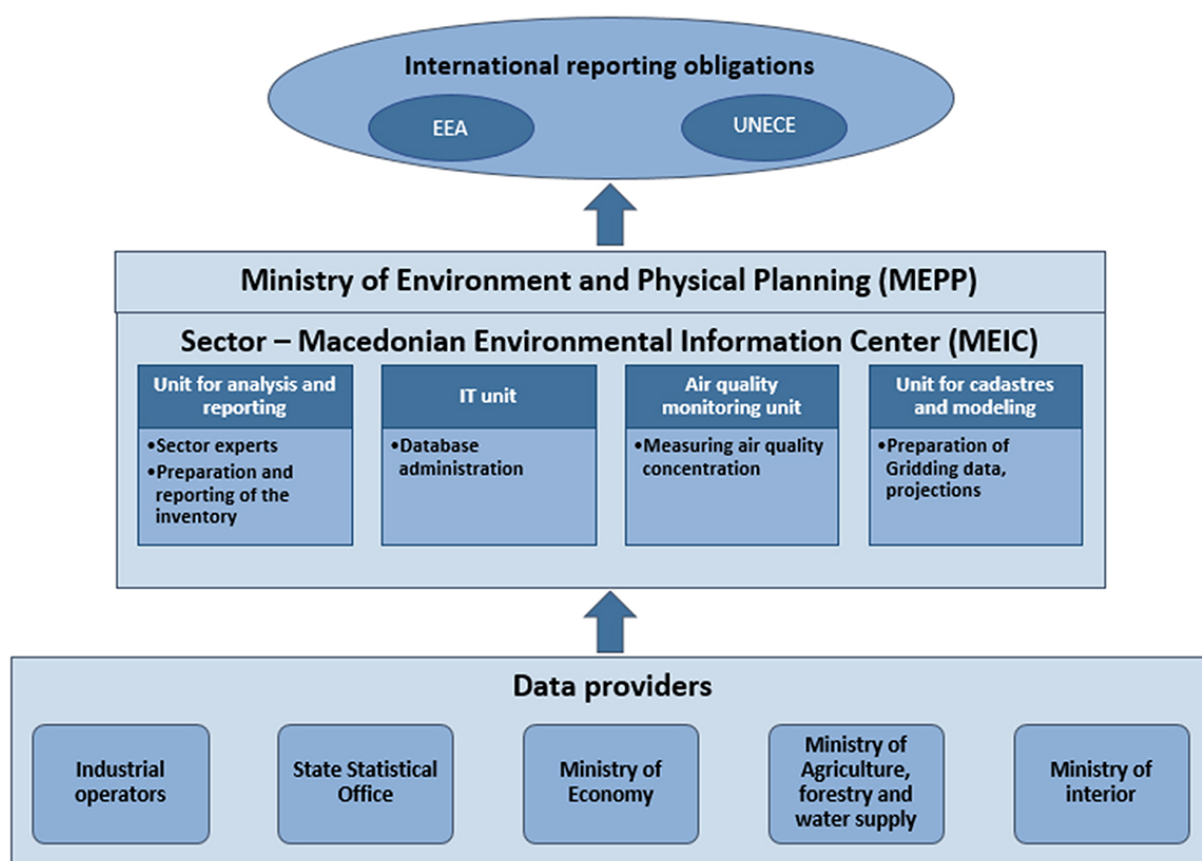 International reporting obligations
EEA
UNECE
Ministry of Environment and Physical Planning (MEPP)
Sector – Macedonian Environmental Information Center (MEIC)
Unit for analysis and
reporting
•Sector experts
•Preparation and
reporting of the
inventory
IT unit
•Database
administration
Air quality
monitoring unit
•Measuring air quality
concentration
Unit for cadastres
and modeling
•Preparation of
Gridding data,
projections
Data providers
Industrial
operators
State Statistical
Office
Ministry of
Economy
Ministry of
Agriculture,
forestry and
water supply
Ministry of
interior